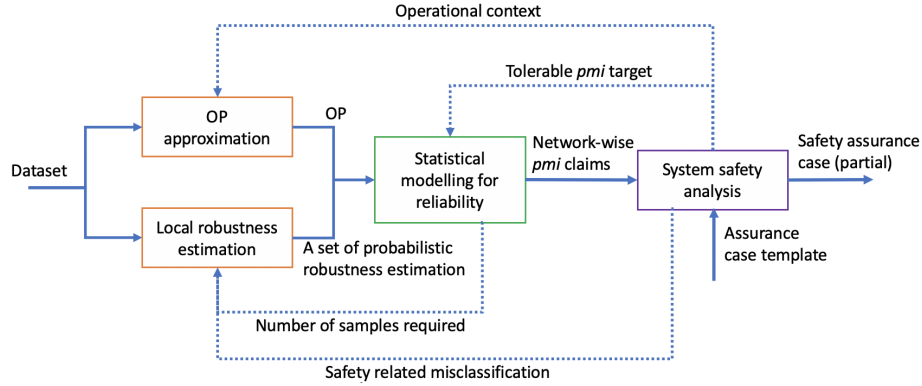 Operational context
Tolerable pmi target
OP
approximation
OP
Dataset
Statistical
modelling for
reliability
Network-wise
pmi claims
System safety
analysis
Safety assurance
case (partial)
Local robustness
estimation
A set of probabilistic
robustness estimation
Assurance
case template
Number of samples required
Safety related misclassification